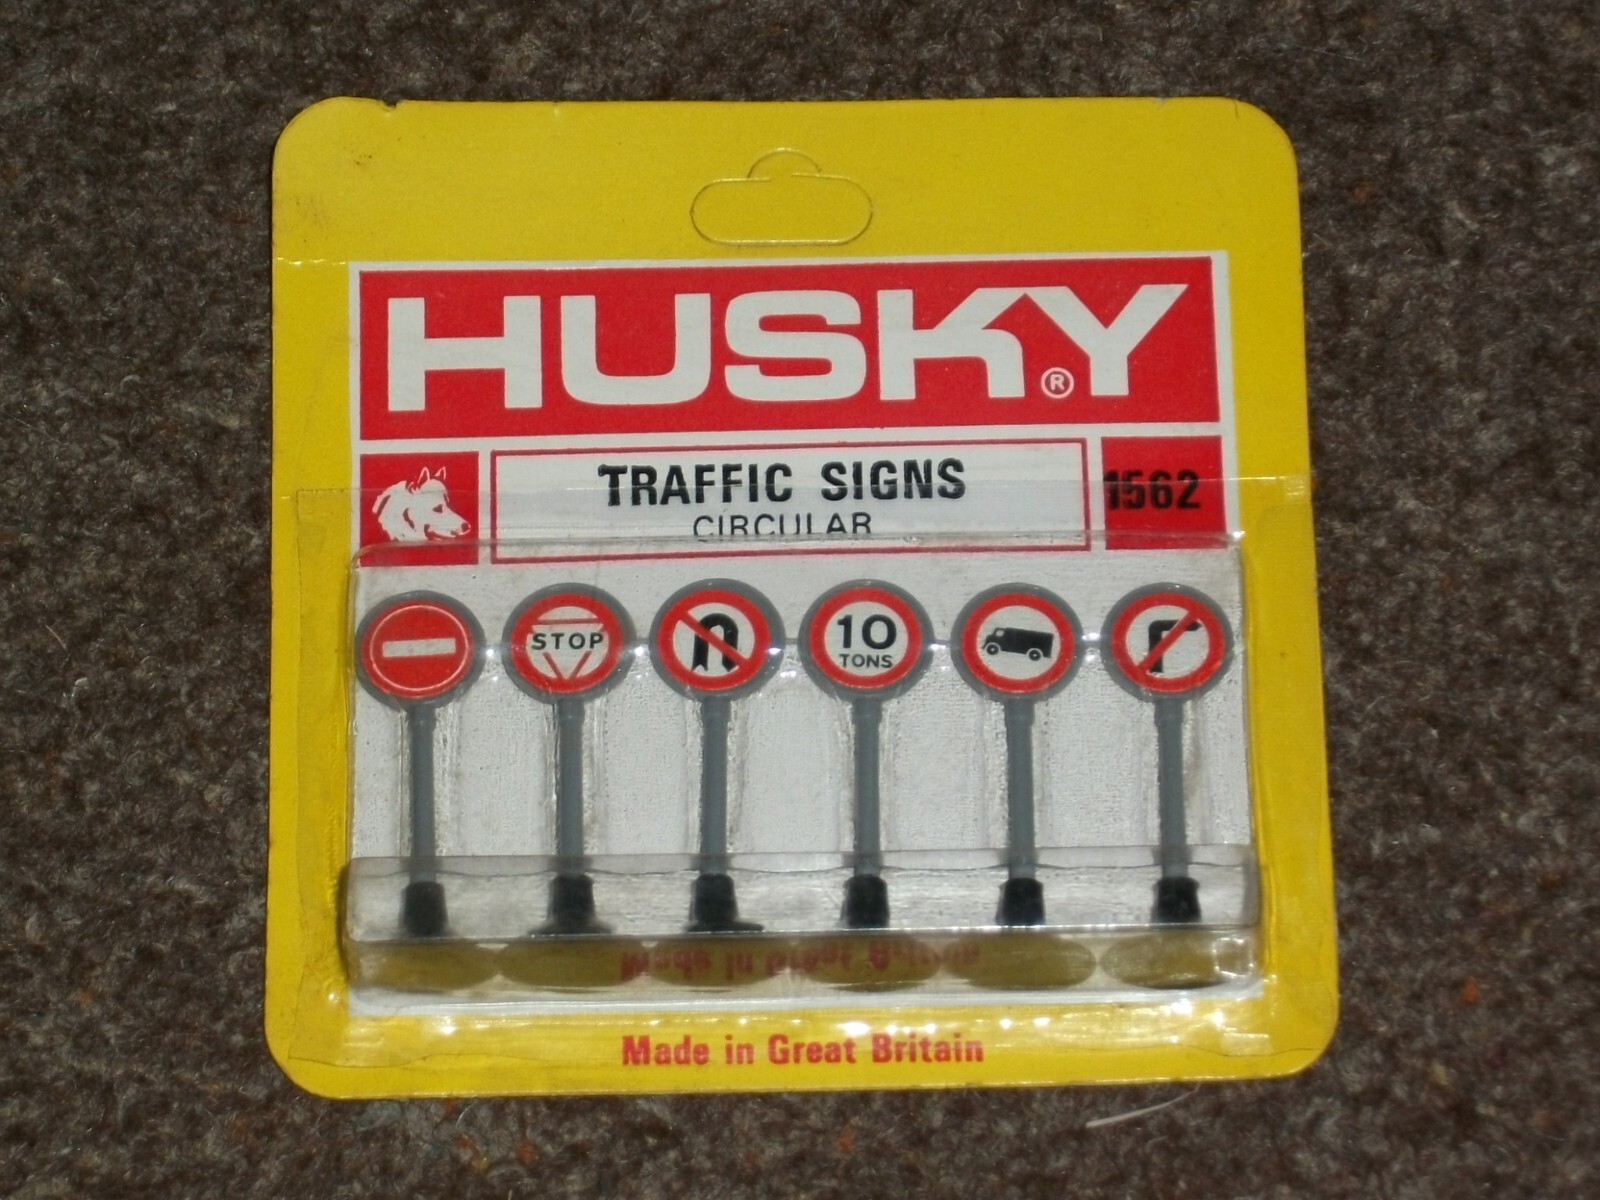 HUSKY®
TRAFFIC SIGNS
CIRCULAR
1562
STOP
10
TONS
Made in Great Britain